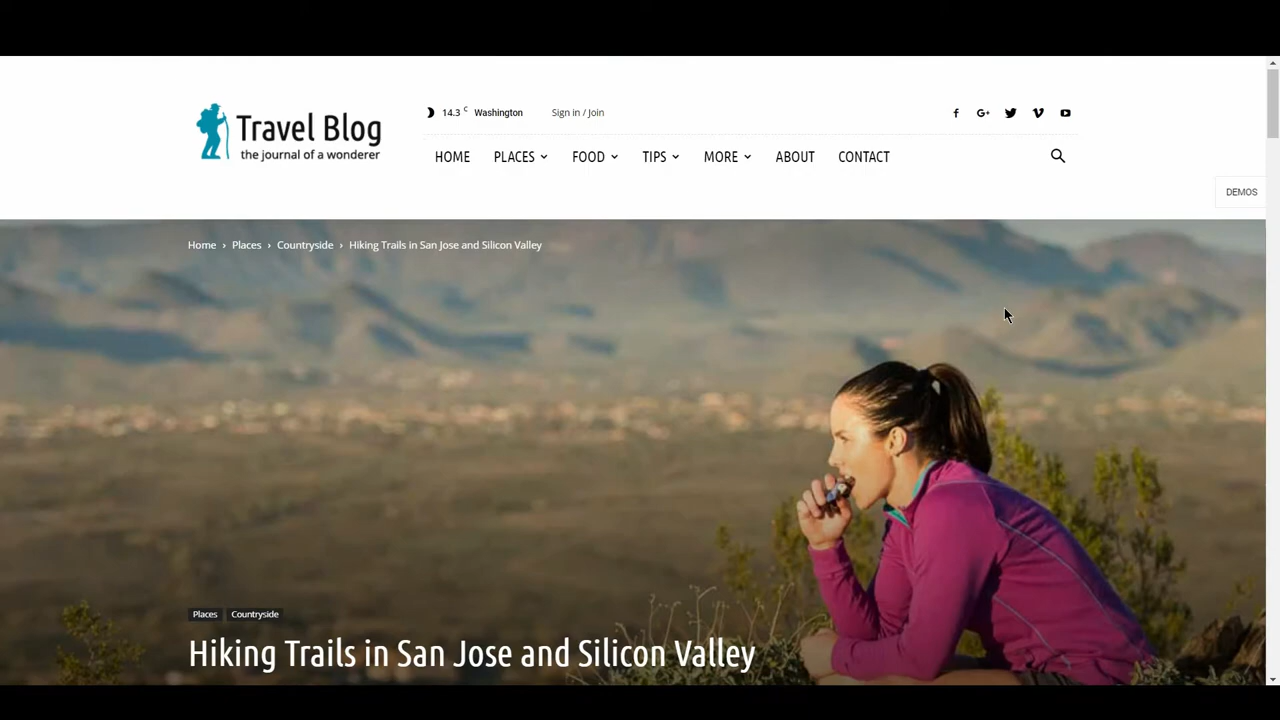 14.3 C Washington Sign in / Join
Travel Blog
the journal of a wonderer
HOME PLACES FOOD TIPS MORE ABOUT CONTACT
DEMOS
Home › Places › Countryside › Hiking Trails in San Jose and Silicon Valley
Places Countryside
Hiking Trails in San Jose and Silicon Valley